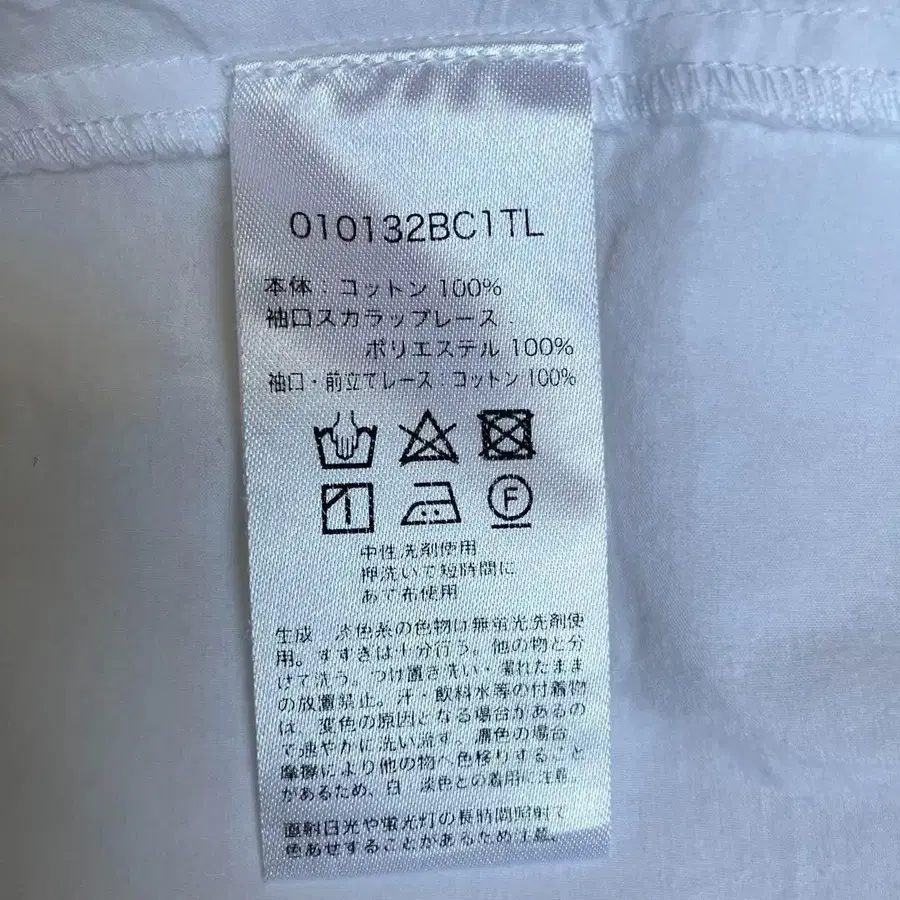 010132BC1TL
本体：コットン 100%
袖口スカラップレース：
ポリエステル 100%
袖口・前立てレース：コットン 100%
F
中性洗剤使用
押洗いで短時間に
あて布使用
生成、淡色系の色物は無蛍光洗剤使
用。すすぎは十分行う。他の物と分
けて洗う。つけ置き洗い・濡れたまま
の放置禁止。汗・飲料水等の付着物
は、変色の原因となる場合があるの
で速やかに洗い流す。濃色の場合、
摩擦により他の物へ色移りすること
があるため、白、淡色との着用に注意。
直射日光や蛍光灯の長時間照射で
色あせすることがあるため注意。